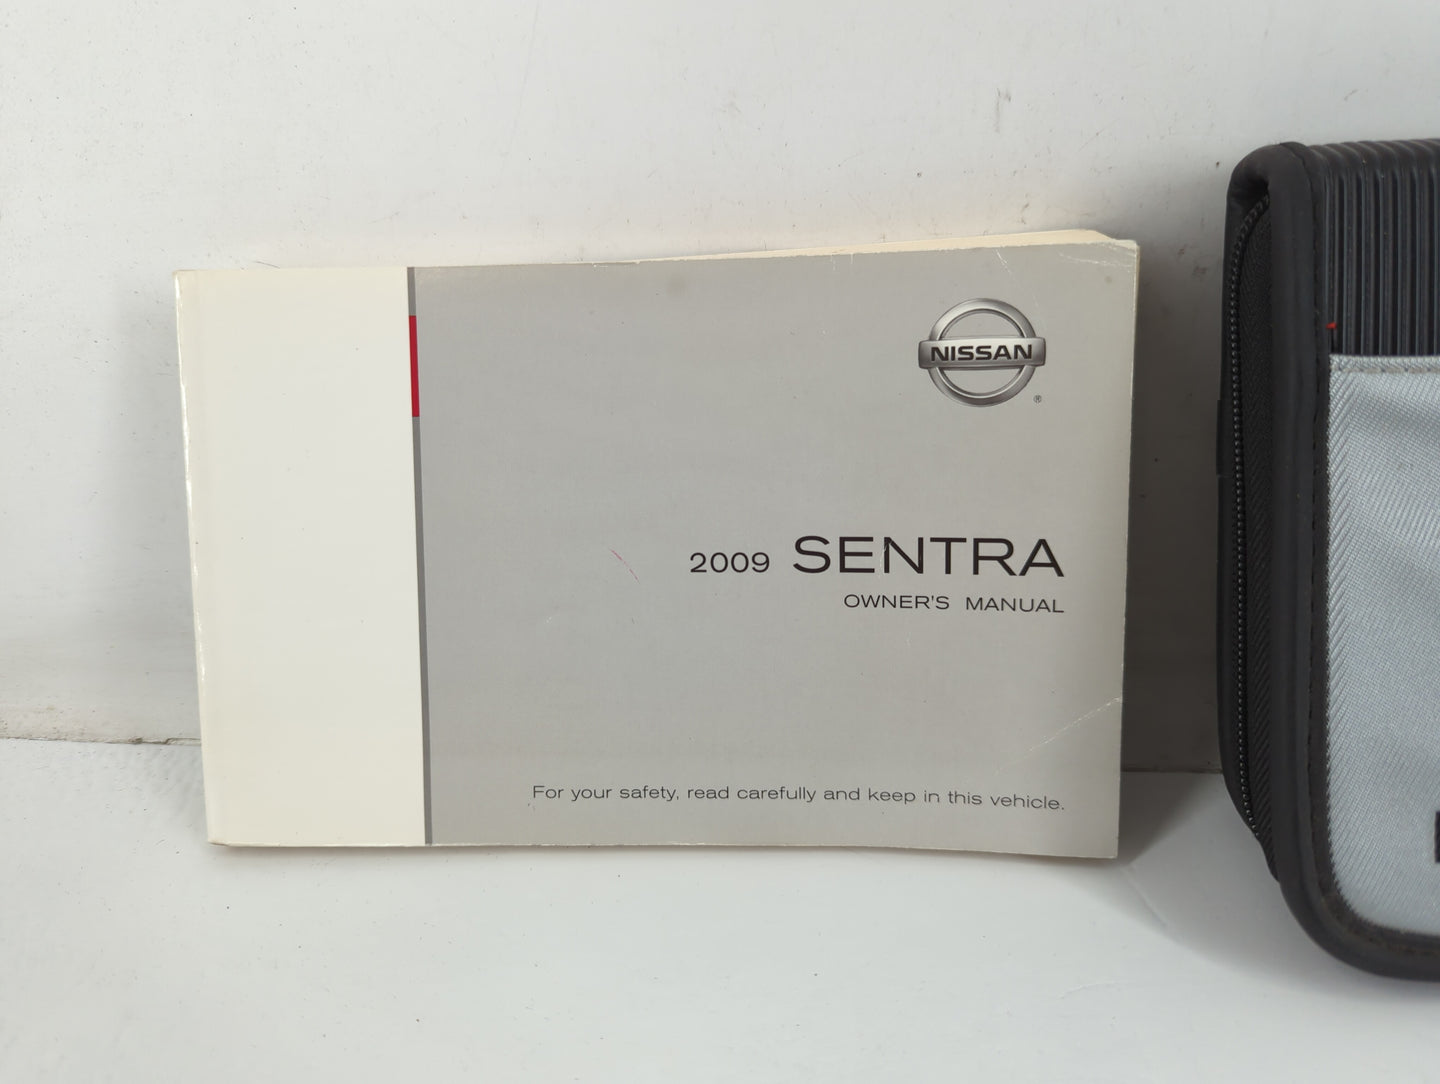 NISSAN
®
2009 SENTRA
OWNER'S MANUAL
For your safety, read carefully and keep in this vehicle.